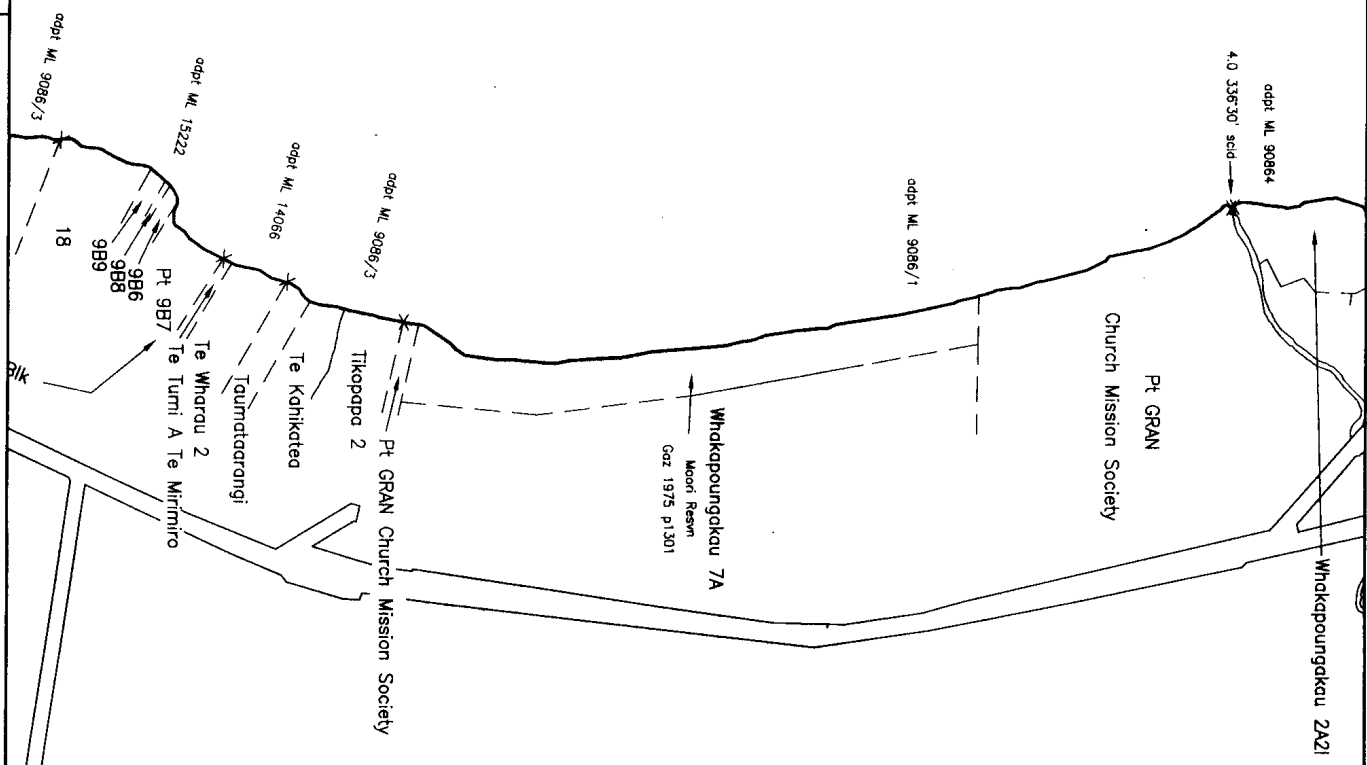 adpt ML 90864
4.0 336°30' scid
Whakapoungakau 2A2I
Pt GRAN
Church Mission Society
adpt ML 9086/1
Whakapoungakau 7A
Maori Resvn
Gaz 1975 p1301
adpt ML 9086/3
Pt GRAN Church Mission Society
Tikapapa 2
Te Kahikatea
adpt ML 14066
Taumataarangi
Te Wharau 2
Te Tumi A Te Mirimiro
Pt 9B7
adpt ML 15222
9B6
9B8
9B9
18
adpt ML 9086/3
Blk